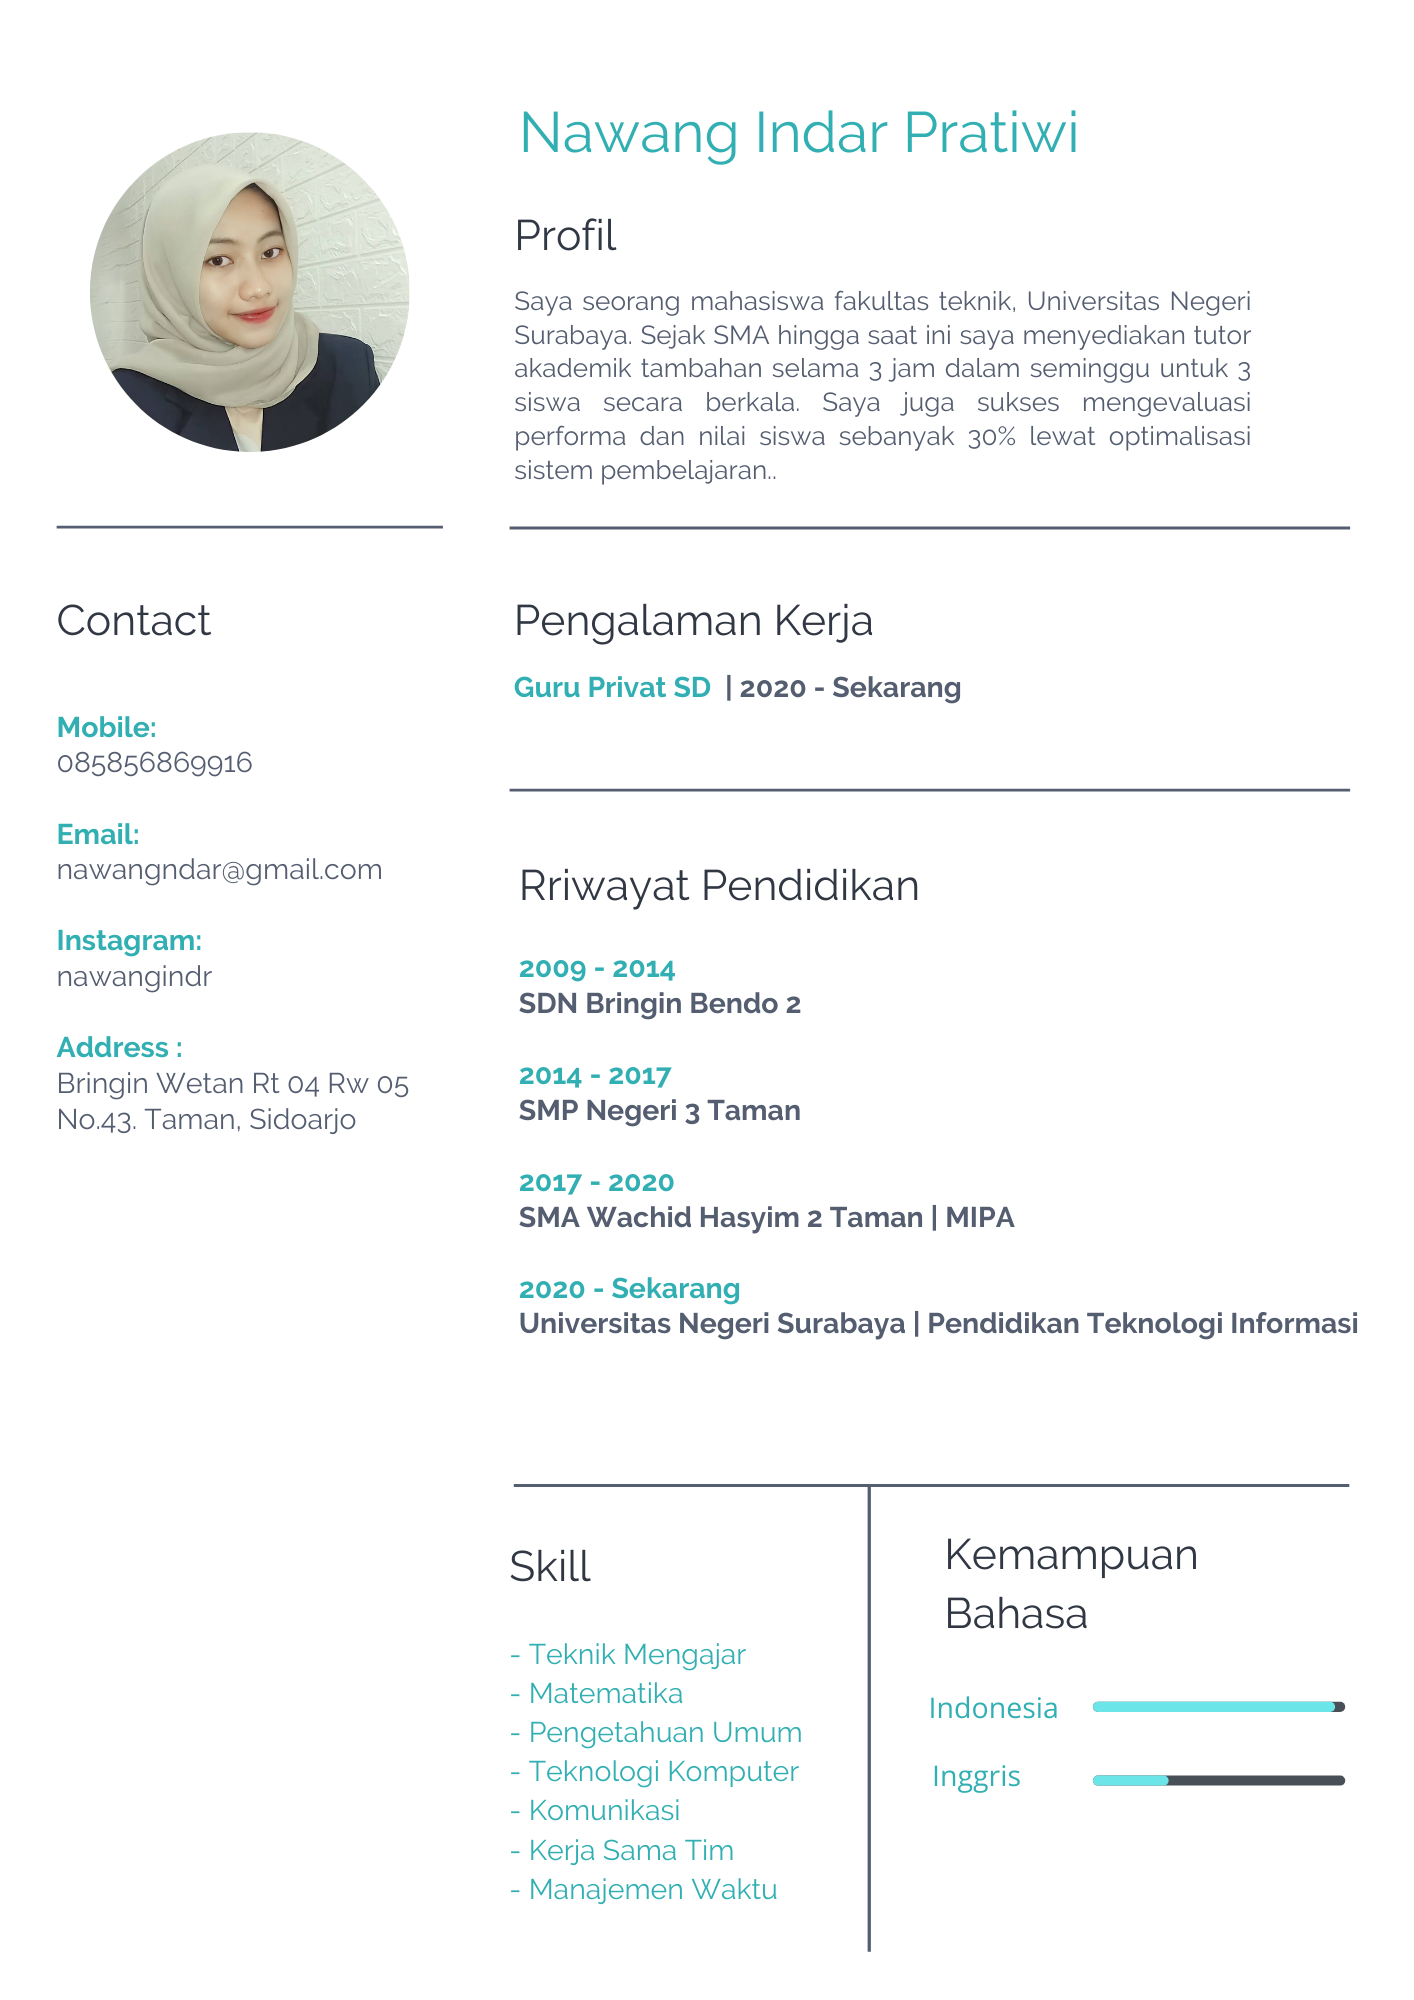 Nawang Indar Pratiwi
Profil
Saya seorang mahasiswa fakultas teknik, Universitas Negeri
Surabaya. Sejak SMA hingga saat ini saya menyediakan tutor
akademik tambahan selama 3 jam dalam seminggu untuk 3
siswa secara berkala. Saya juga sukses mengevaluasi
performa dan nilai siswa sebanyak 30% lewat optimalisasi
sistem pembelajaran..
Contact
Mobile:
085856869916
Email:
nawangndar@gmail.com
Instagram:
nawangindr
Address :
Bringin Wetan Rt 04 Rw 05
No.43. Taman, Sidoarjo
Pengalaman Kerja
Guru Privat SD | 2020 - Sekarang
Rriwayat Pendidikan
2009 - 2014
SDN Bringin Bendo 2
2014 - 2017
SMP Negeri 3 Taman
2017 - 2020
SMA Wachid Hasyim 2 Taman | MIPA
2020 - Sekarang
Universitas Negeri Surabaya | Pendidikan Teknologi Informasi
Skill
- Teknik Mengajar
- Matematika
- Pengetahuan Umum
- Teknologi Komputer
- Komunikasi
- Kerja Sama Tim
- Manajemen Waktu
Kemampuan
Bahasa
Indonesia
Inggris